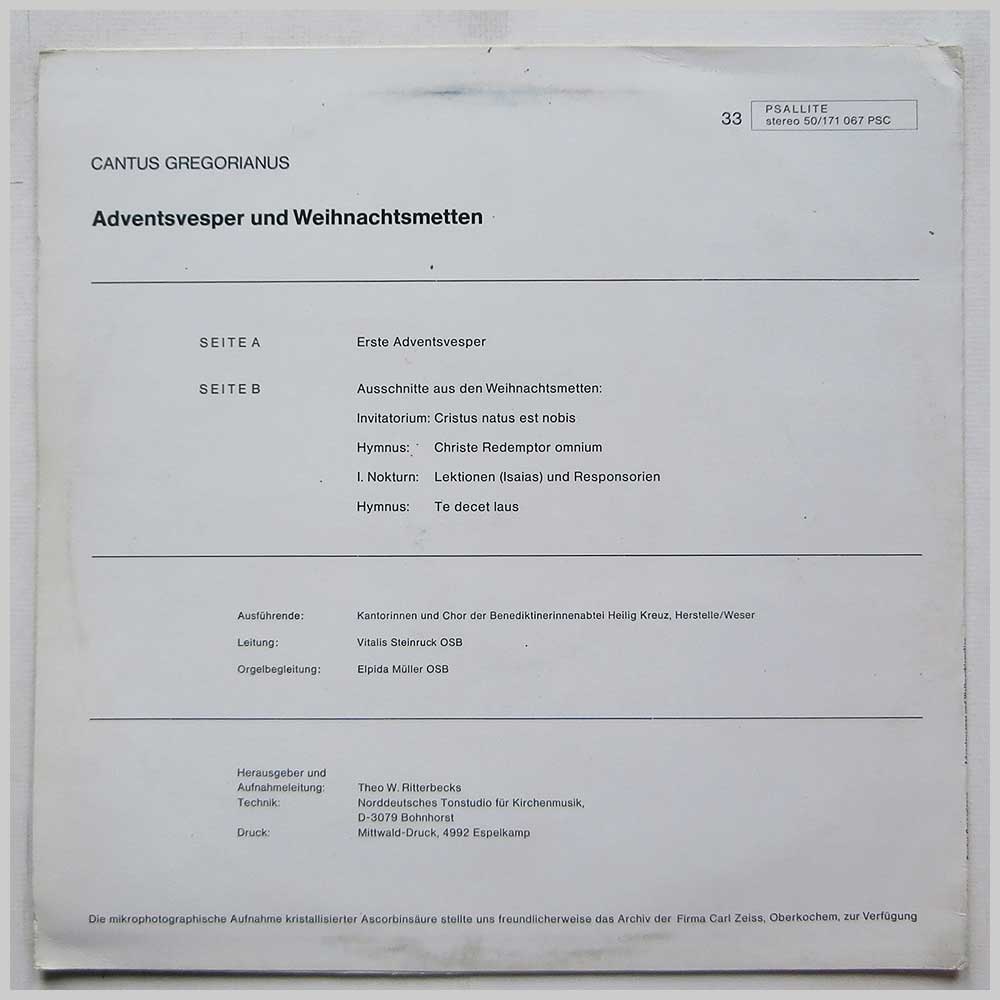 33
PSALLITE
stereo 50/171 067 PSC
CANTUS GREGORIANUS
Adventsvesper und Weihnachtsmetten
SEITE A Erste Adventsvesper
SEITE B Ausschnitte aus den Weihnachtsmetten:
Invitatorium: Cristus natus est nobis
Hymnus: Christe Redemptor omnium
I. Nokturn: Lektionen (Isaias) und Responsorien
Hymnus: Te decet laus
Ausführende: Kantorinnen und Chor der Benediktinerinnenabtei Heilig Kreuz, Herstelle/Weser
Leitung: Vitalis Steinruck OSB
Orgelbegleitung: Elpida Müller OSB
Herausgeber und
Aufnahmeleitung: Theo W. Ritterbecks
Technik: Norddeutsches Tonstudio für Kirchenmusik,
D-3079 Bohnhorst
Druck: Mittwald-Druck, 4992 Espelkamp
Die mikrophotographische Aufnahme kristallisierter Ascorbinsäure stellte uns freundlicherweise das Archiv der Firma Carl Zeiss, Oberkochem, zur Verfügung